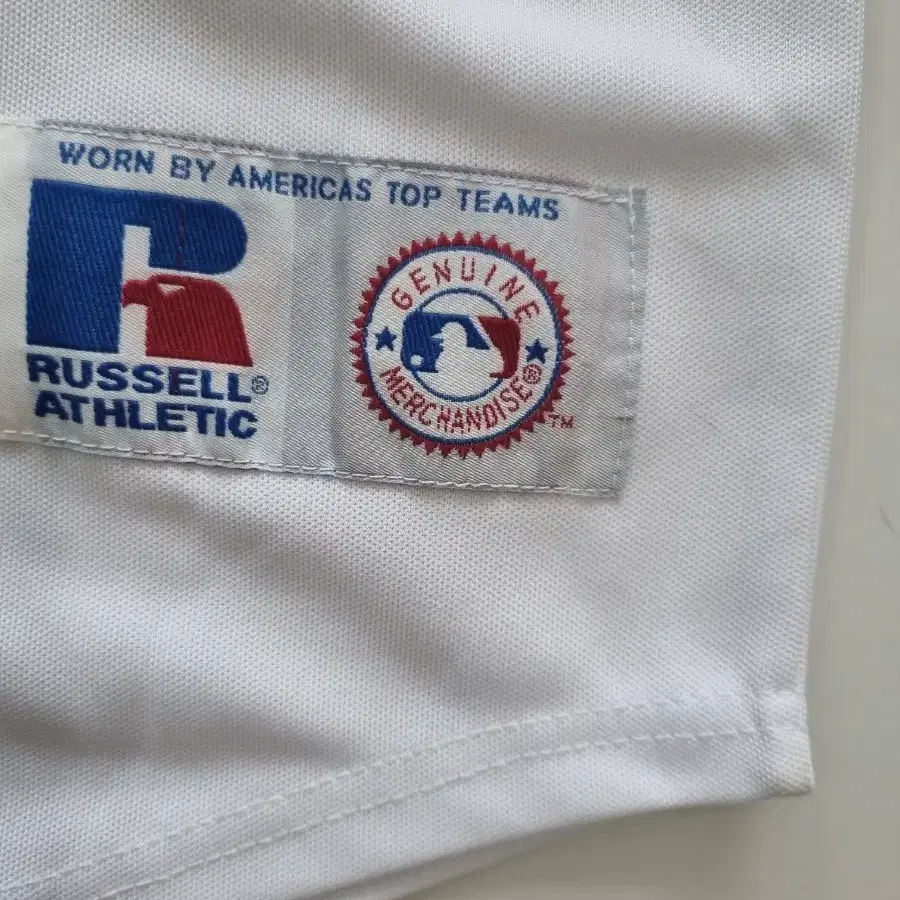 WORN BY AMERICAS TOP TEAMS
R
RUSSELL®
ATHLETIC
GENUINE
MERCHANDISE®
™